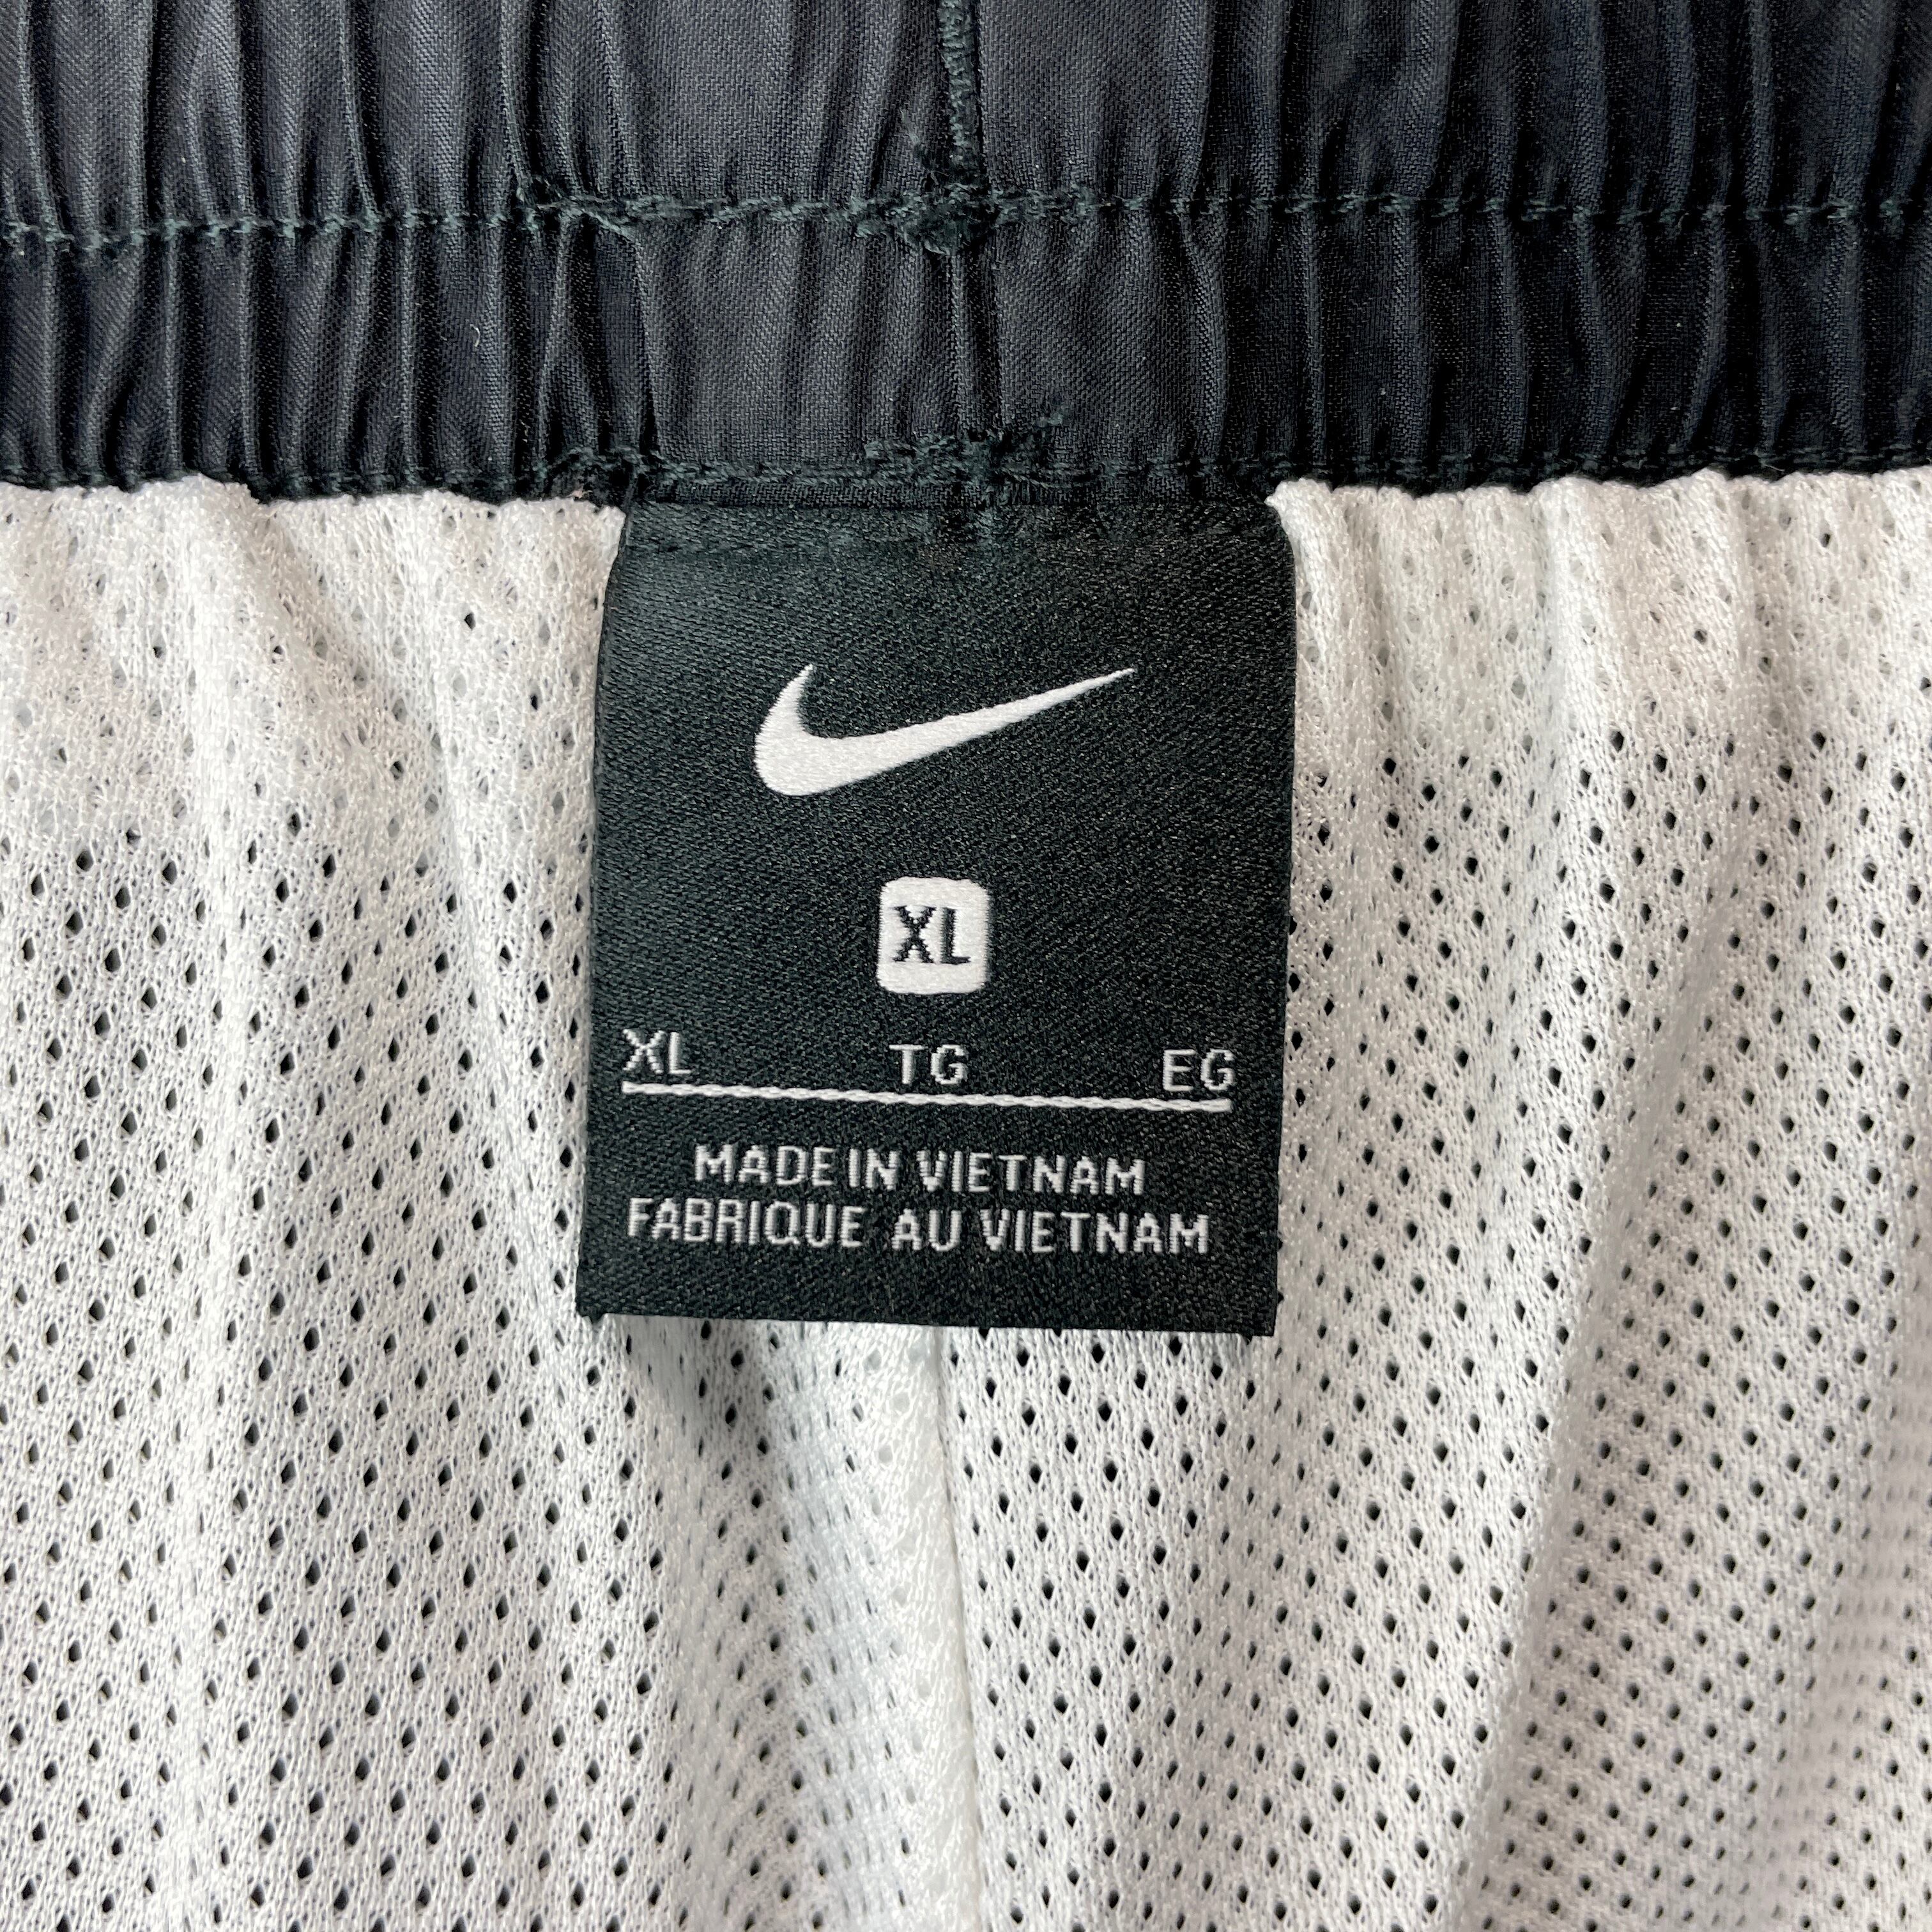 XL
XL TG EG
MADE IN VIETNAM
FABRIQUE AU VIETNAM